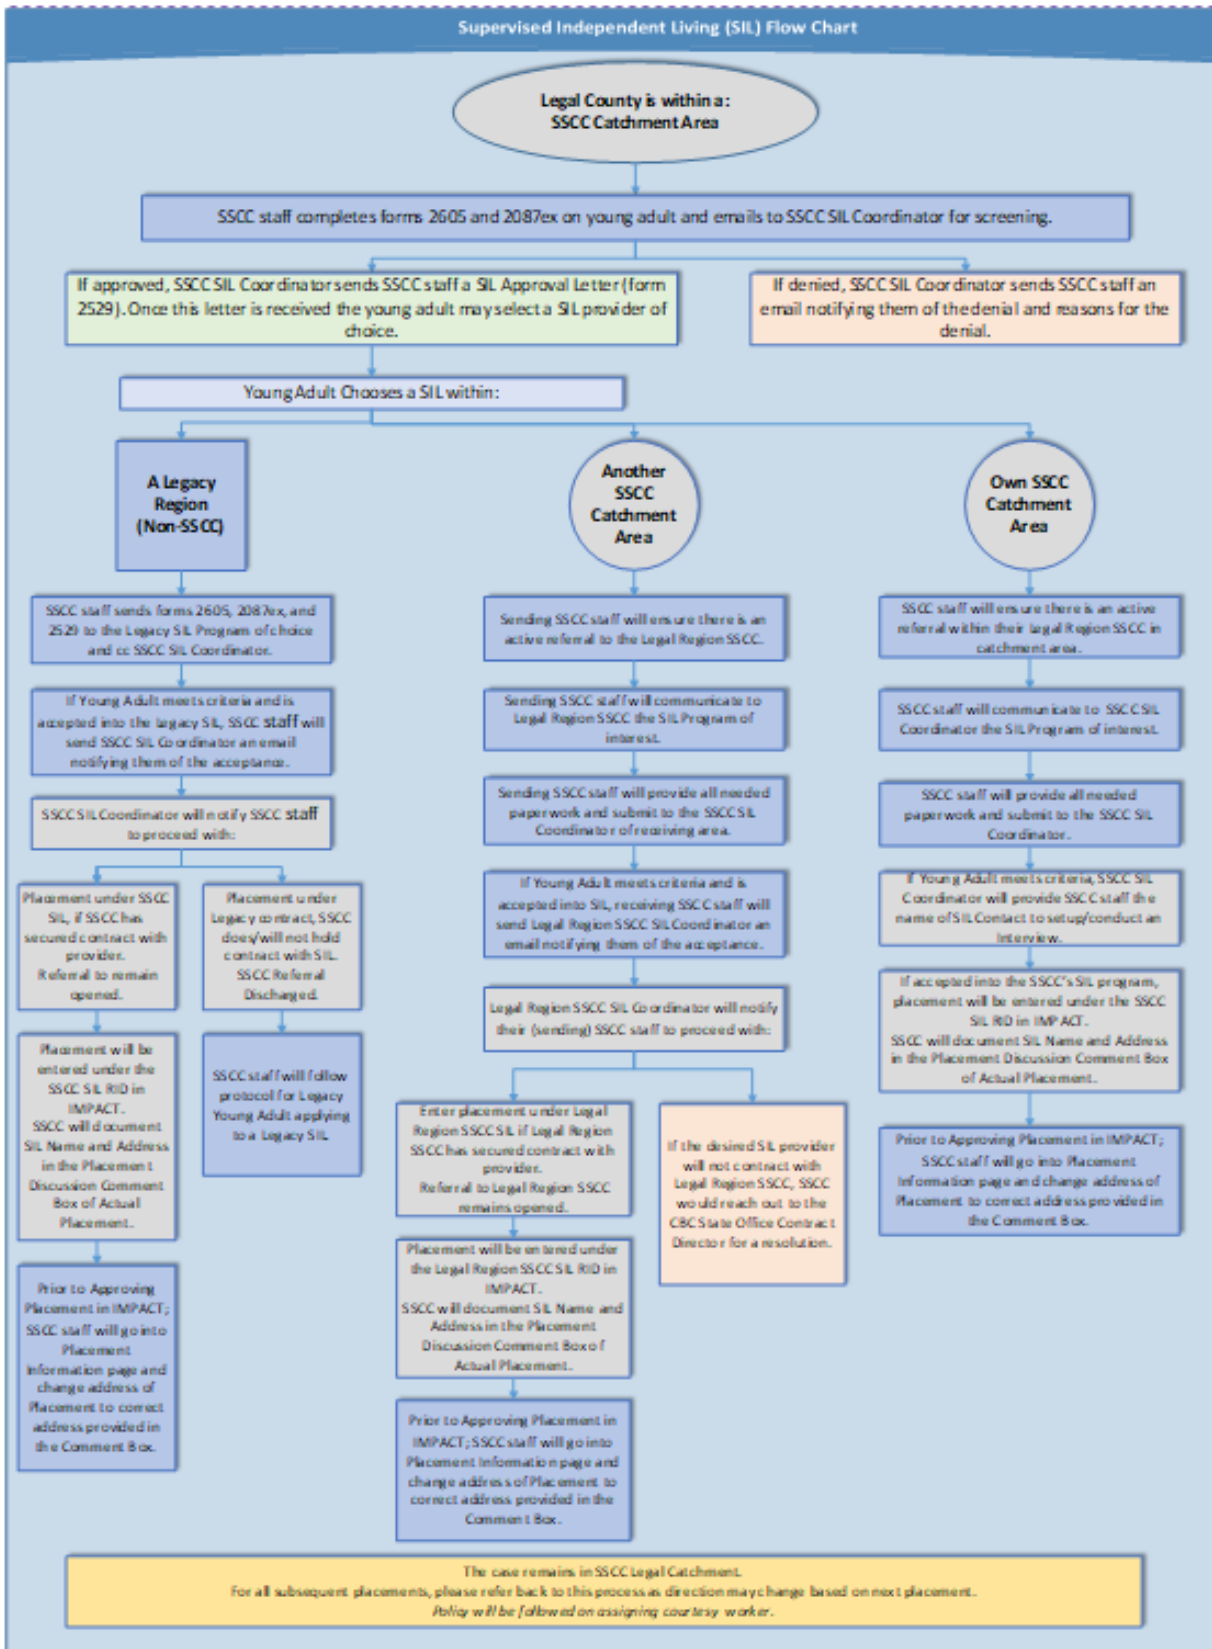 Supervised Independent Living (SIL) Flow Chart
Legal County is within a:
SSCC Catchment Area
SSCC staff completes forms 2605 and 2087ex on young adult and emails to SSCC SIL Coordinator for screening.
If approved, SSCC SIL Coordinator sends SSCC staff a SIL Approval Letter (form
2529). Once this letter is received the young adult may select a SIL provider of
choice.
If denied, SSCC SIL Coordinator sends SSCC staff an
email notifying them of the denial and reasons for the
denial.
Young Adult Chooses a SIL within:
A Legacy
Region
(Non-SSCC)
SSCC staff sends forms 2605, 2087ex, and
2529 to the Legacy SIL Program of choice
and cc SSCC SIL Coordinator.
If Young Adult meets criteria and is
accepted into the Legacy SIL, SSCC staff will
send SSCC SIL Coordinator an email
notifying them of the acceptance.
SSCC SIL Coordinator will notify SSCC staff
to proceed with:
Placement under SSCC
SIL, if SSCC has
secured contract with
provider.
Referral to remain
opened.
Placement will be
entered under the
SSCC SIL RID in
IMPACT.
SSCC will document
SIL Name and Address
in the Placement
Discussion Comment
Box of Actual
Placement.
Prior to Approving
Placement in IMPACT;
SSCC staff will go into
Placement
Information page and
change address of
Placement to correct
address provided in
the Comment Box.
Placement under
Legacy contract, SSCC
does/will not hold
contract with SIL.
SSCC Referral
Discharged.
SSCC staff will follow
protocol for Legacy
Young Adult applying
to a Legacy SIL
Another
SSCC
Catchment
Area
Sending SSCC staff will ensure there is an
active referral to the Legal Region SSCC.
Sending SSCC staff will communicate to
Legal Region SSCC the SIL Program of
interest.
Sending SSCC staff will provide all needed
paperwork and submit to the SSCC SIL
Coordinator of receiving area.
If Young Adult meets criteria and is
accepted into SIL, receiving SSCC staff will
send Legal Region SSCC SIL Coordinator an
email notifying them of the acceptance.
Legal Region SSCC SIL Coordinator will notify
their (sending) SSCC staff to proceed with:
Enter placement under Legal
Region SSCC SIL if Legal Region
SSCC has secured contract with
provider.
Referral to Legal Region SSCC
remains opened.
Placement will be entered under
the Legal Region SSCC SIL RID in
IMPACT.
SSCC will document SIL Name and
Address in the Placement
Discussion Comment Box of
Actual Placement.
Prior to Approving Placement in
IMPACT; SSCC staff will go into
Placement Information page and
change address of Placement to
correct address provided in the
Comment Box.
If the desired SIL provider
will not contract with
Legal Region SSCC, SSCC
would reach out to the
CBC State Office Contract
Director for a resolution.
Own SSCC
Catchment
Area
SSCC staff will ensure there is an active
referral within their Legal Region SSCC in
catchment area.
SSCC staff will communicate to SSCC SIL
Coordinator the SIL Program of interest.
SSCC staff will provide all needed
paperwork and submit to the SSCC SIL
Coordinator.
If Young Adult meets criteria, SSCC SIL
Coordinator will provide SSCC staff the
name of SIL Contact to setup/conduct an
Interview.
If accepted into the SSCC's SIL program,
placement will be entered under the SSCC
SIL RID in IMPACT.
SSCC will document SIL Name and Address
in the Placement Discussion Comment Box
of Actual Placement.
Prior to Approving Placement in IMPACT;
SSCC staff will go into Placement
Information page and change address of
Placement to correct address provided in
the Comment Box.
The case remains in SSCC Legal Catchment.
For all subsequent placements, please refer back to this process as direction may change based on next placement.
Policy will be followed on assigning courtesy worker.